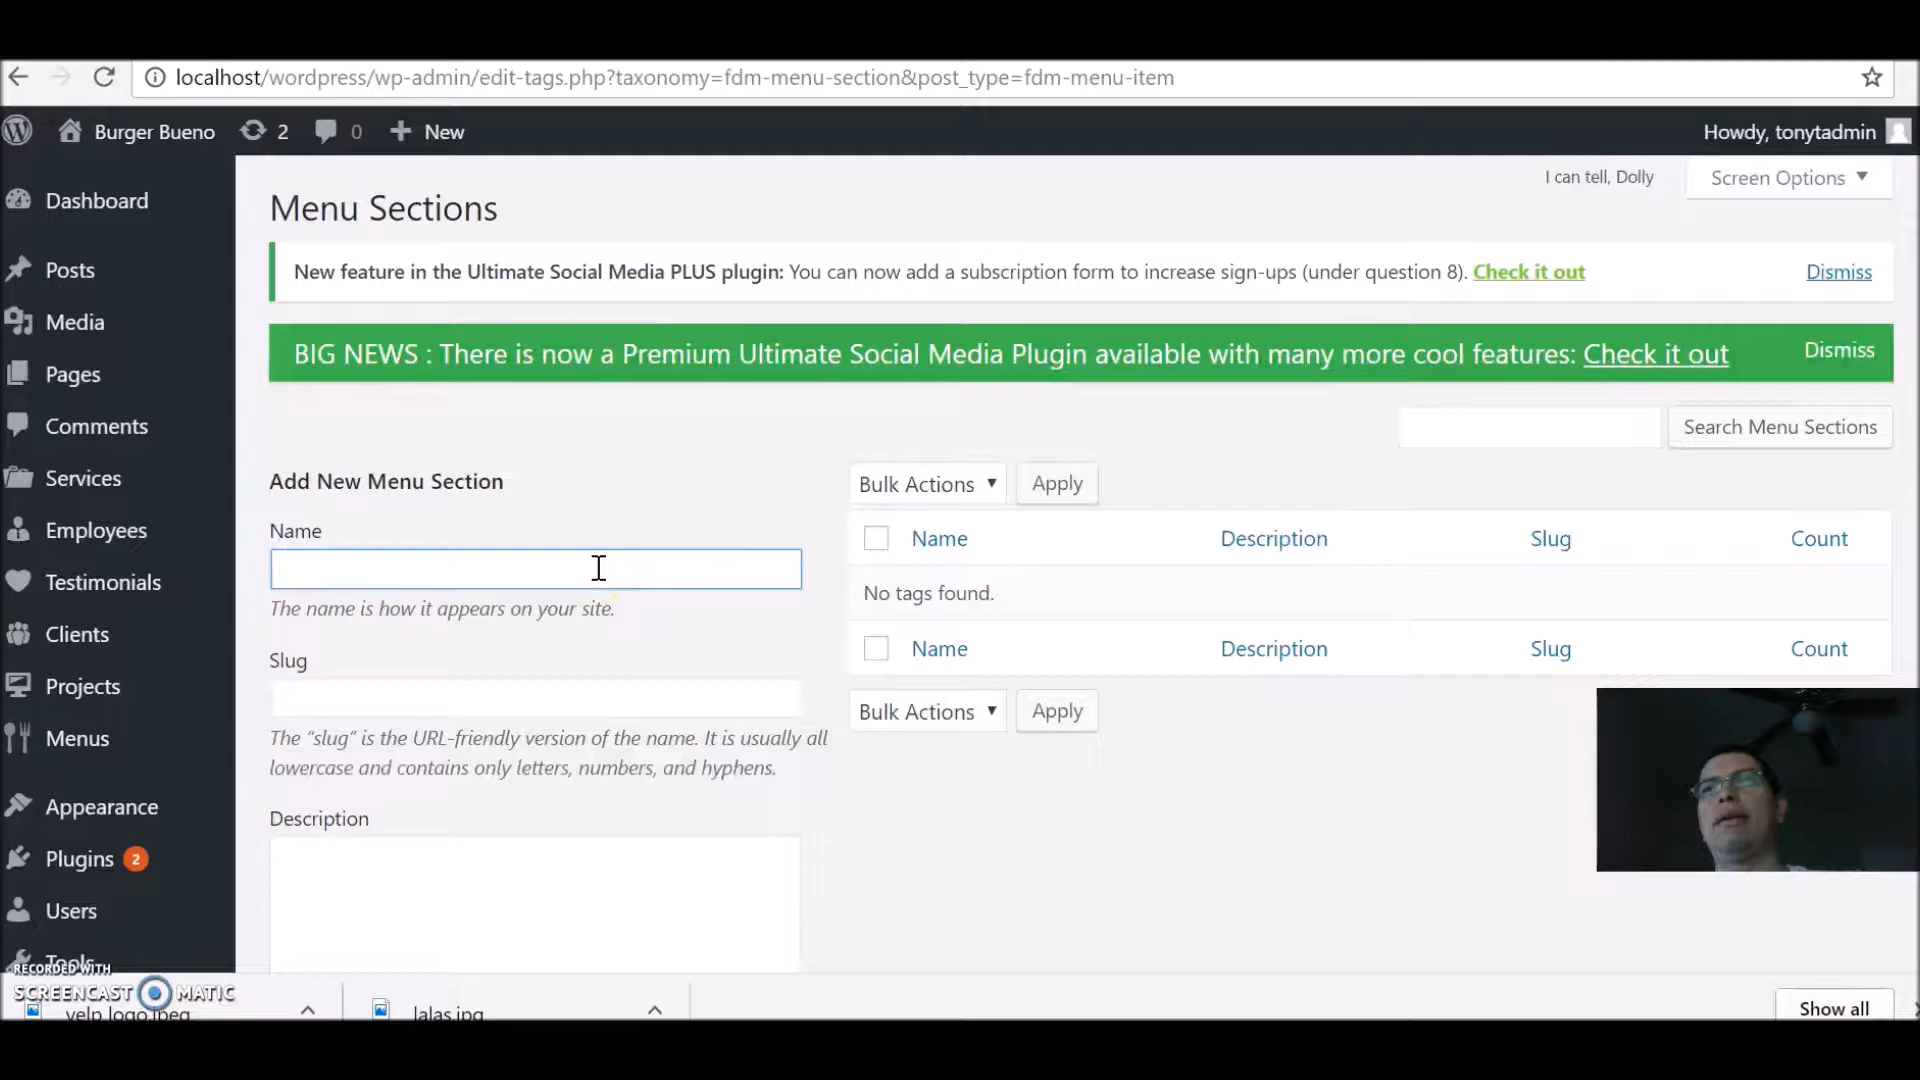 localhost/wordpress/wp-admin/edit-tags.php?taxonomy=fdm-menu-section&post_type=fdm-menu-item
Burger Bueno
2
0
New
Howdy, tonytadmin
Dashboard
Posts
Media
Pages
Comments
Services
Employees
Testimonials
Clients
Projects
Menus
Appearance
Plugins 2
Users
Tools
I can tell, Dolly
Screen Options
Menu Sections
New feature in the Ultimate Social Media PLUS plugin: You can now add a subscription form to increase sign-ups (under question 8). Check it out
Dismiss
BIG NEWS : There is now a Premium Ultimate Social Media Plugin available with many more cool features: Check it out
Dismiss
Search Menu Sections
Add New Menu Section
Name
The name is how it appears on your site.
Slug
The “slug” is the URL-friendly version of the name. It is usually all
lowercase and contains only letters, numbers, and hyphens.
Description
Bulk Actions
Apply
Name Description Slug Count
No tags found.
Name Description Slug Count
Bulk Actions
Apply
RECORDED WITH
SCREENCAST MATIC
yelp logo.jpeg
lalas.jpg
Show all